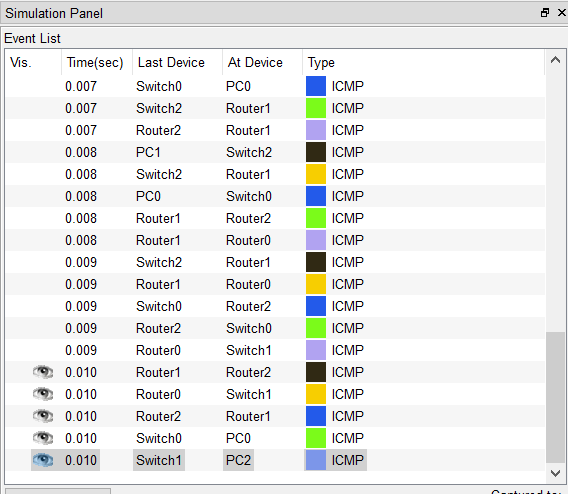 Simulation Panel
Event List
Vis. Time(sec) Last Device At Device Type
0.007 Switch0 PC0 ICMP
0.007 Switch2 Router1 ICMP
0.007 Router2 Router1 ICMP
0.008 PC1 Switch2 ICMP
0.008 Switch2 Router1 ICMP
0.008 PC0 Switch0 ICMP
0.008 Router1 Router2 ICMP
0.008 Router1 Router0 ICMP
0.009 Switch2 Router1 ICMP
0.009 Router1 Router0 ICMP
0.009 Switch0 Router2 ICMP
0.009 Router2 Switch0 ICMP
0.009 Router0 Switch1 ICMP
0.010 Router1 Router2 ICMP
0.010 Router0 Switch1 ICMP
0.010 Router2 Router1 ICMP
0.010 Switch0 PC0 ICMP
0.010 Switch1 PC2 ICMP
Captured to: